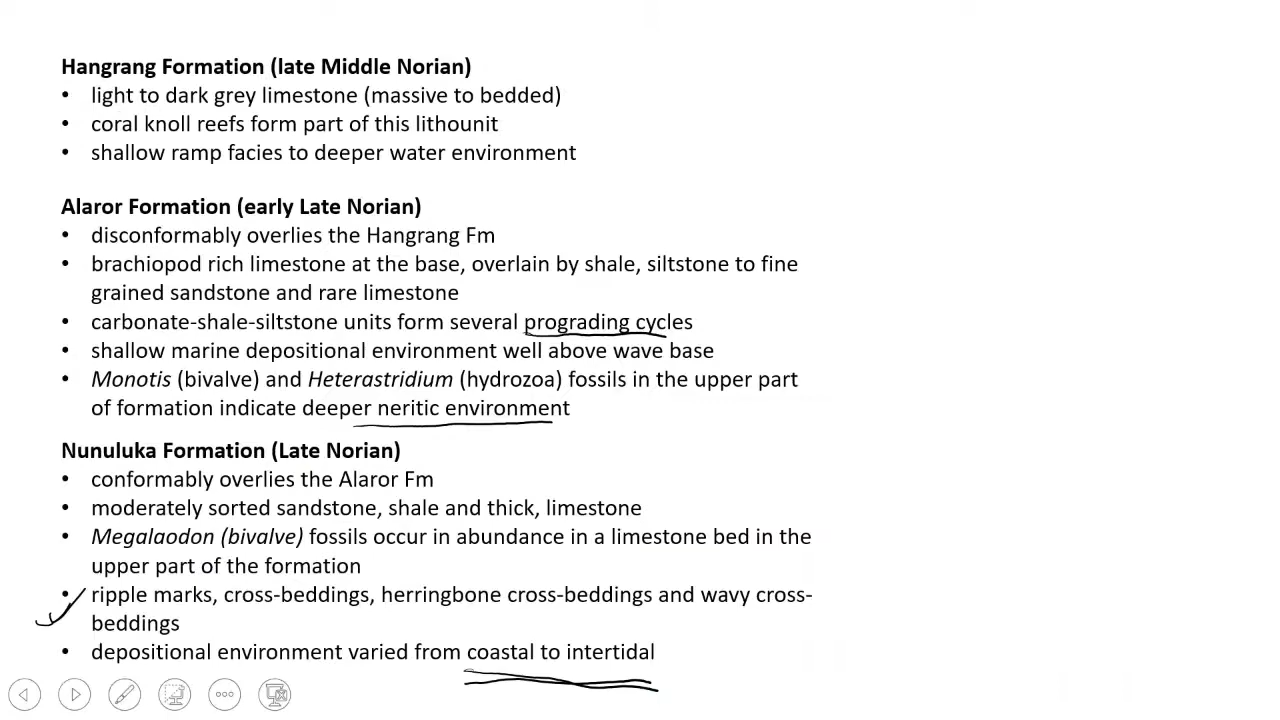 Hangrang Formation (late Middle Norian)
• light to dark grey limestone (massive to bedded)
• coral knoll reefs form part of this lithounit
• shallow ramp facies to deeper water environment
Alaror Formation (early Late Norian)
• disconformably overlies the Hangrang Fm
• brachiopod rich limestone at the base, overlain by shale, siltstone to fine
grained sandstone and rare limestone
• carbonate-shale-siltstone units form several prograding cycles
• shallow marine depositional environment well above wave base
• Monotis (bivalve) and Heterastridium (hydrozoa) fossils in the upper part
of formation indicate deeper neritic environment
Nunuluka Formation (Late Norian)
• conformably overlies the Alaror Fm
• moderately sorted sandstone, shale and thick, limestone
• Megalaodon (bivalve) fossils occur in abundance in a limestone bed in the
upper part of the formation
• ripple marks, cross-beddings, herringbone cross-beddings and wavy cross-
beddings
• depositional environment varied from coastal to intertidal